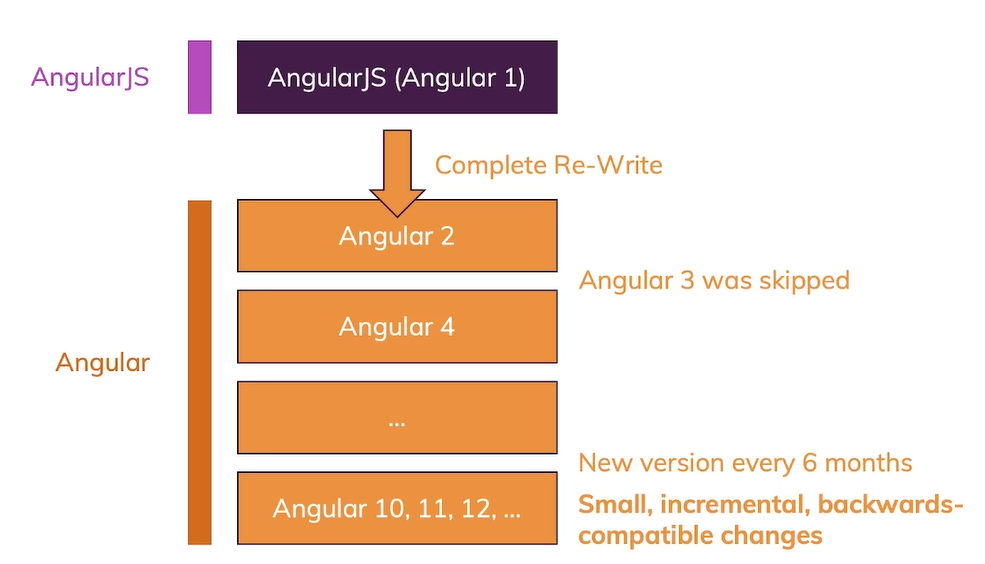 AngularJS
AngularJS (Angular 1)
Complete Re-Write
Angular 2
Angular 3 was skipped
Angular 4
Angular
...
New version every 6 months
Angular 10, 11, 12, ...
Small, incremental, backwards-
compatible changes